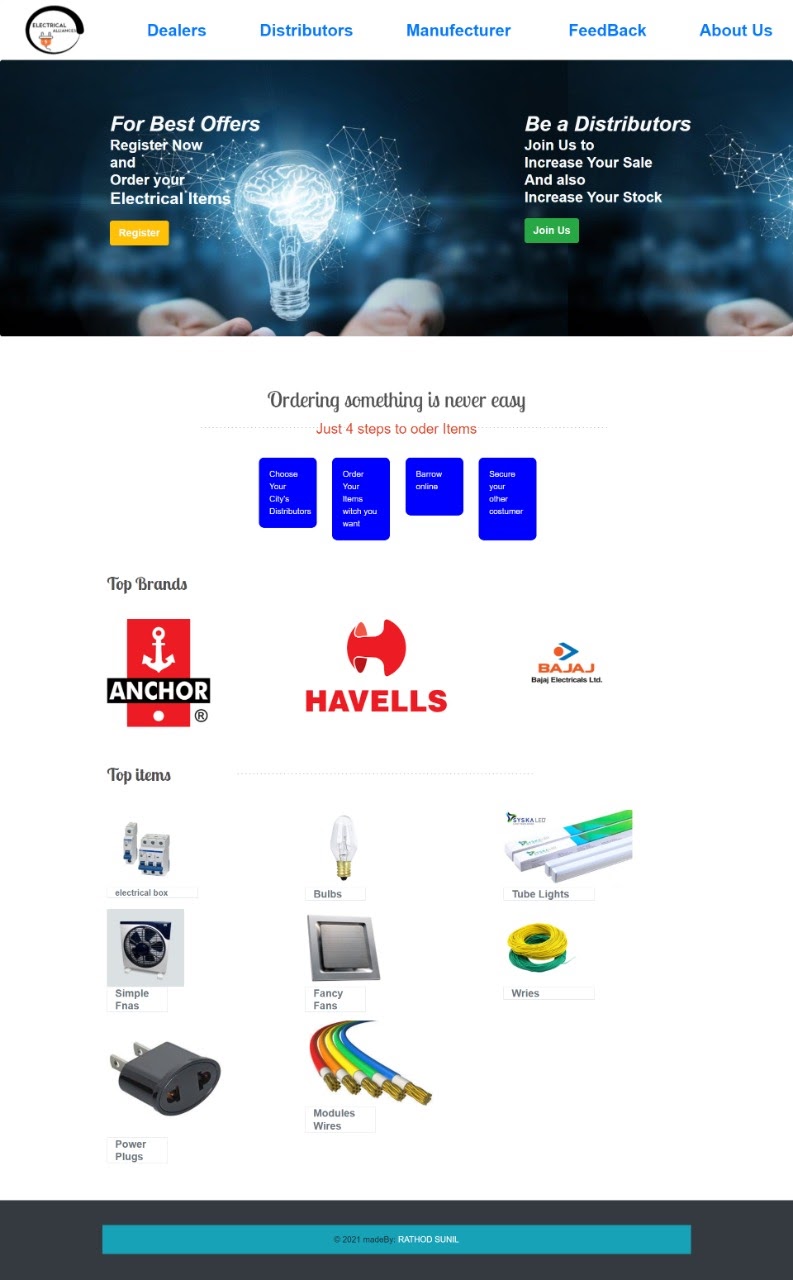 ELECTRICAL
ALLIANCES
Dealers
Distributors
Manufecturer
FeedBack
About Us
For Best Offers
Register Now
and
Order your
Electrical Items
Register
Be a Distributors
Join Us to
Increase Your Sale
And also
Increase Your Stock
Join Us
Ordering something is never easy
Just 4 steps to oder Items
Choose
Your
City's
Distributors
Order
Your
Items
witch you
want
Barrow
online
Secure
your
other
costumer
Top Brands
ANCHOR
®
HAVELLS
BAJAJ
Bajaj Electricals Ltd.
Top items
electrical box
Bulbs
SYSKA LED
Tube Lights
Simple
Fnas
Fancy
Fans
Wries
Power
Plugs
Modules
Wires
© 2021 madeBy: RATHOD SUNIL